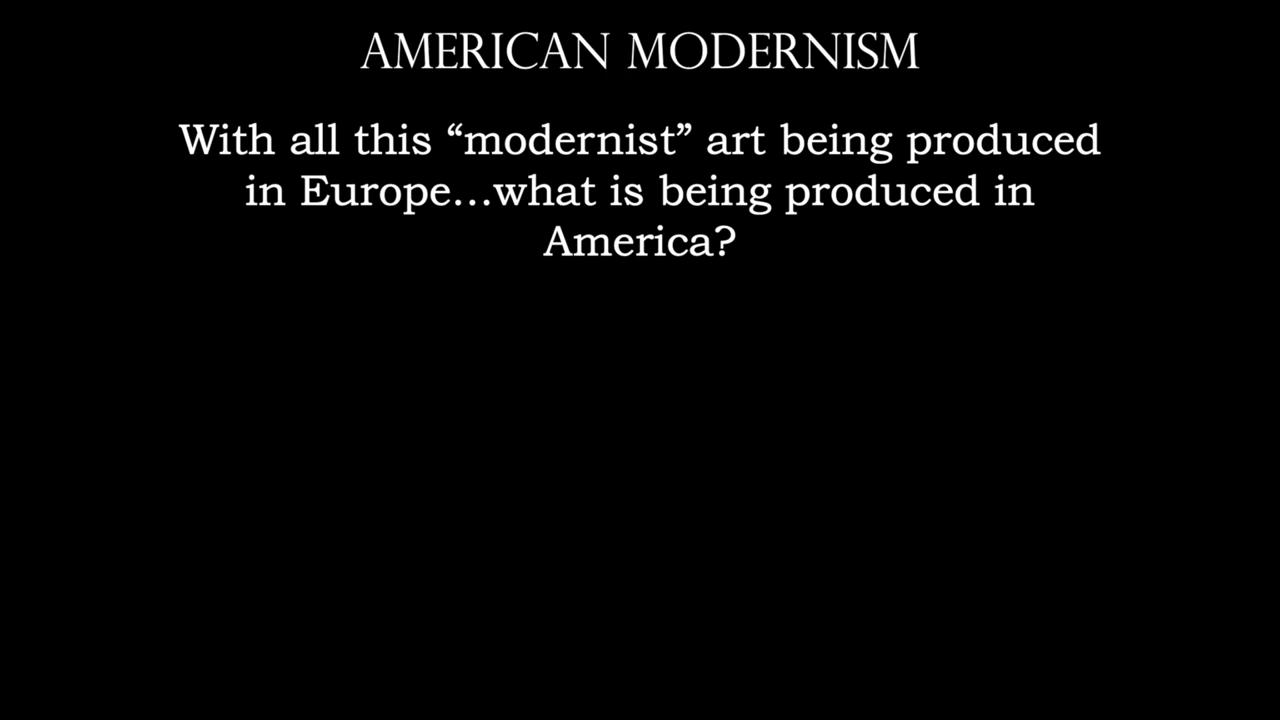 AMERICAN MODERNISM
With all this “modernist” art being produced
in Europe…what is being produced in
America?